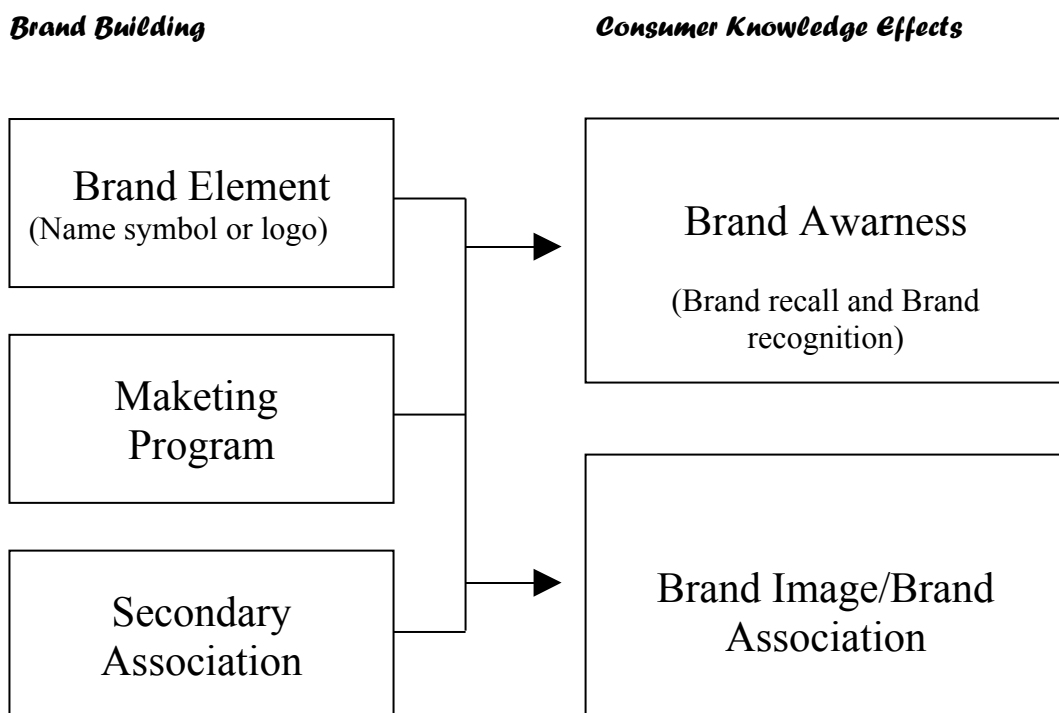 Brand Building
Consumer Knowledge Effects
Brand Element
(Name symbol or logo)
Maketing
Program
Secondary
Association
Brand Awarness
(Brand recall and Brand
recognition)
Brand Image/Brand
Association